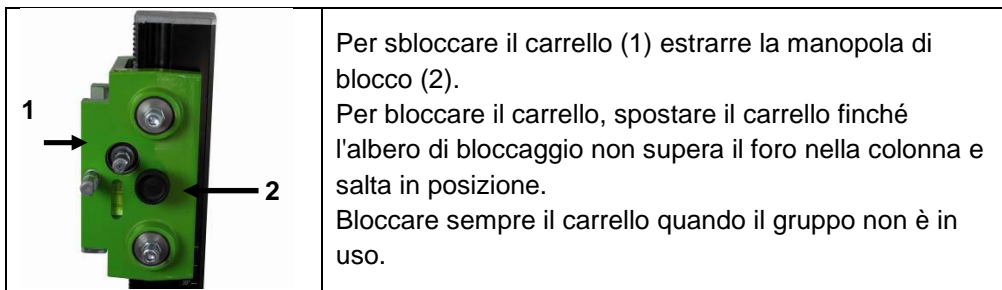 1
2
Per sbloccare il carrello (1) estrarre la manopola di
blocco (2).
Per bloccare il carrello, spostare il carrello finché
l'albero di bloccaggio non supera il foro nella colonna e
salta in posizione.
Bloccare sempre il carrello quando il gruppo non è in
uso.